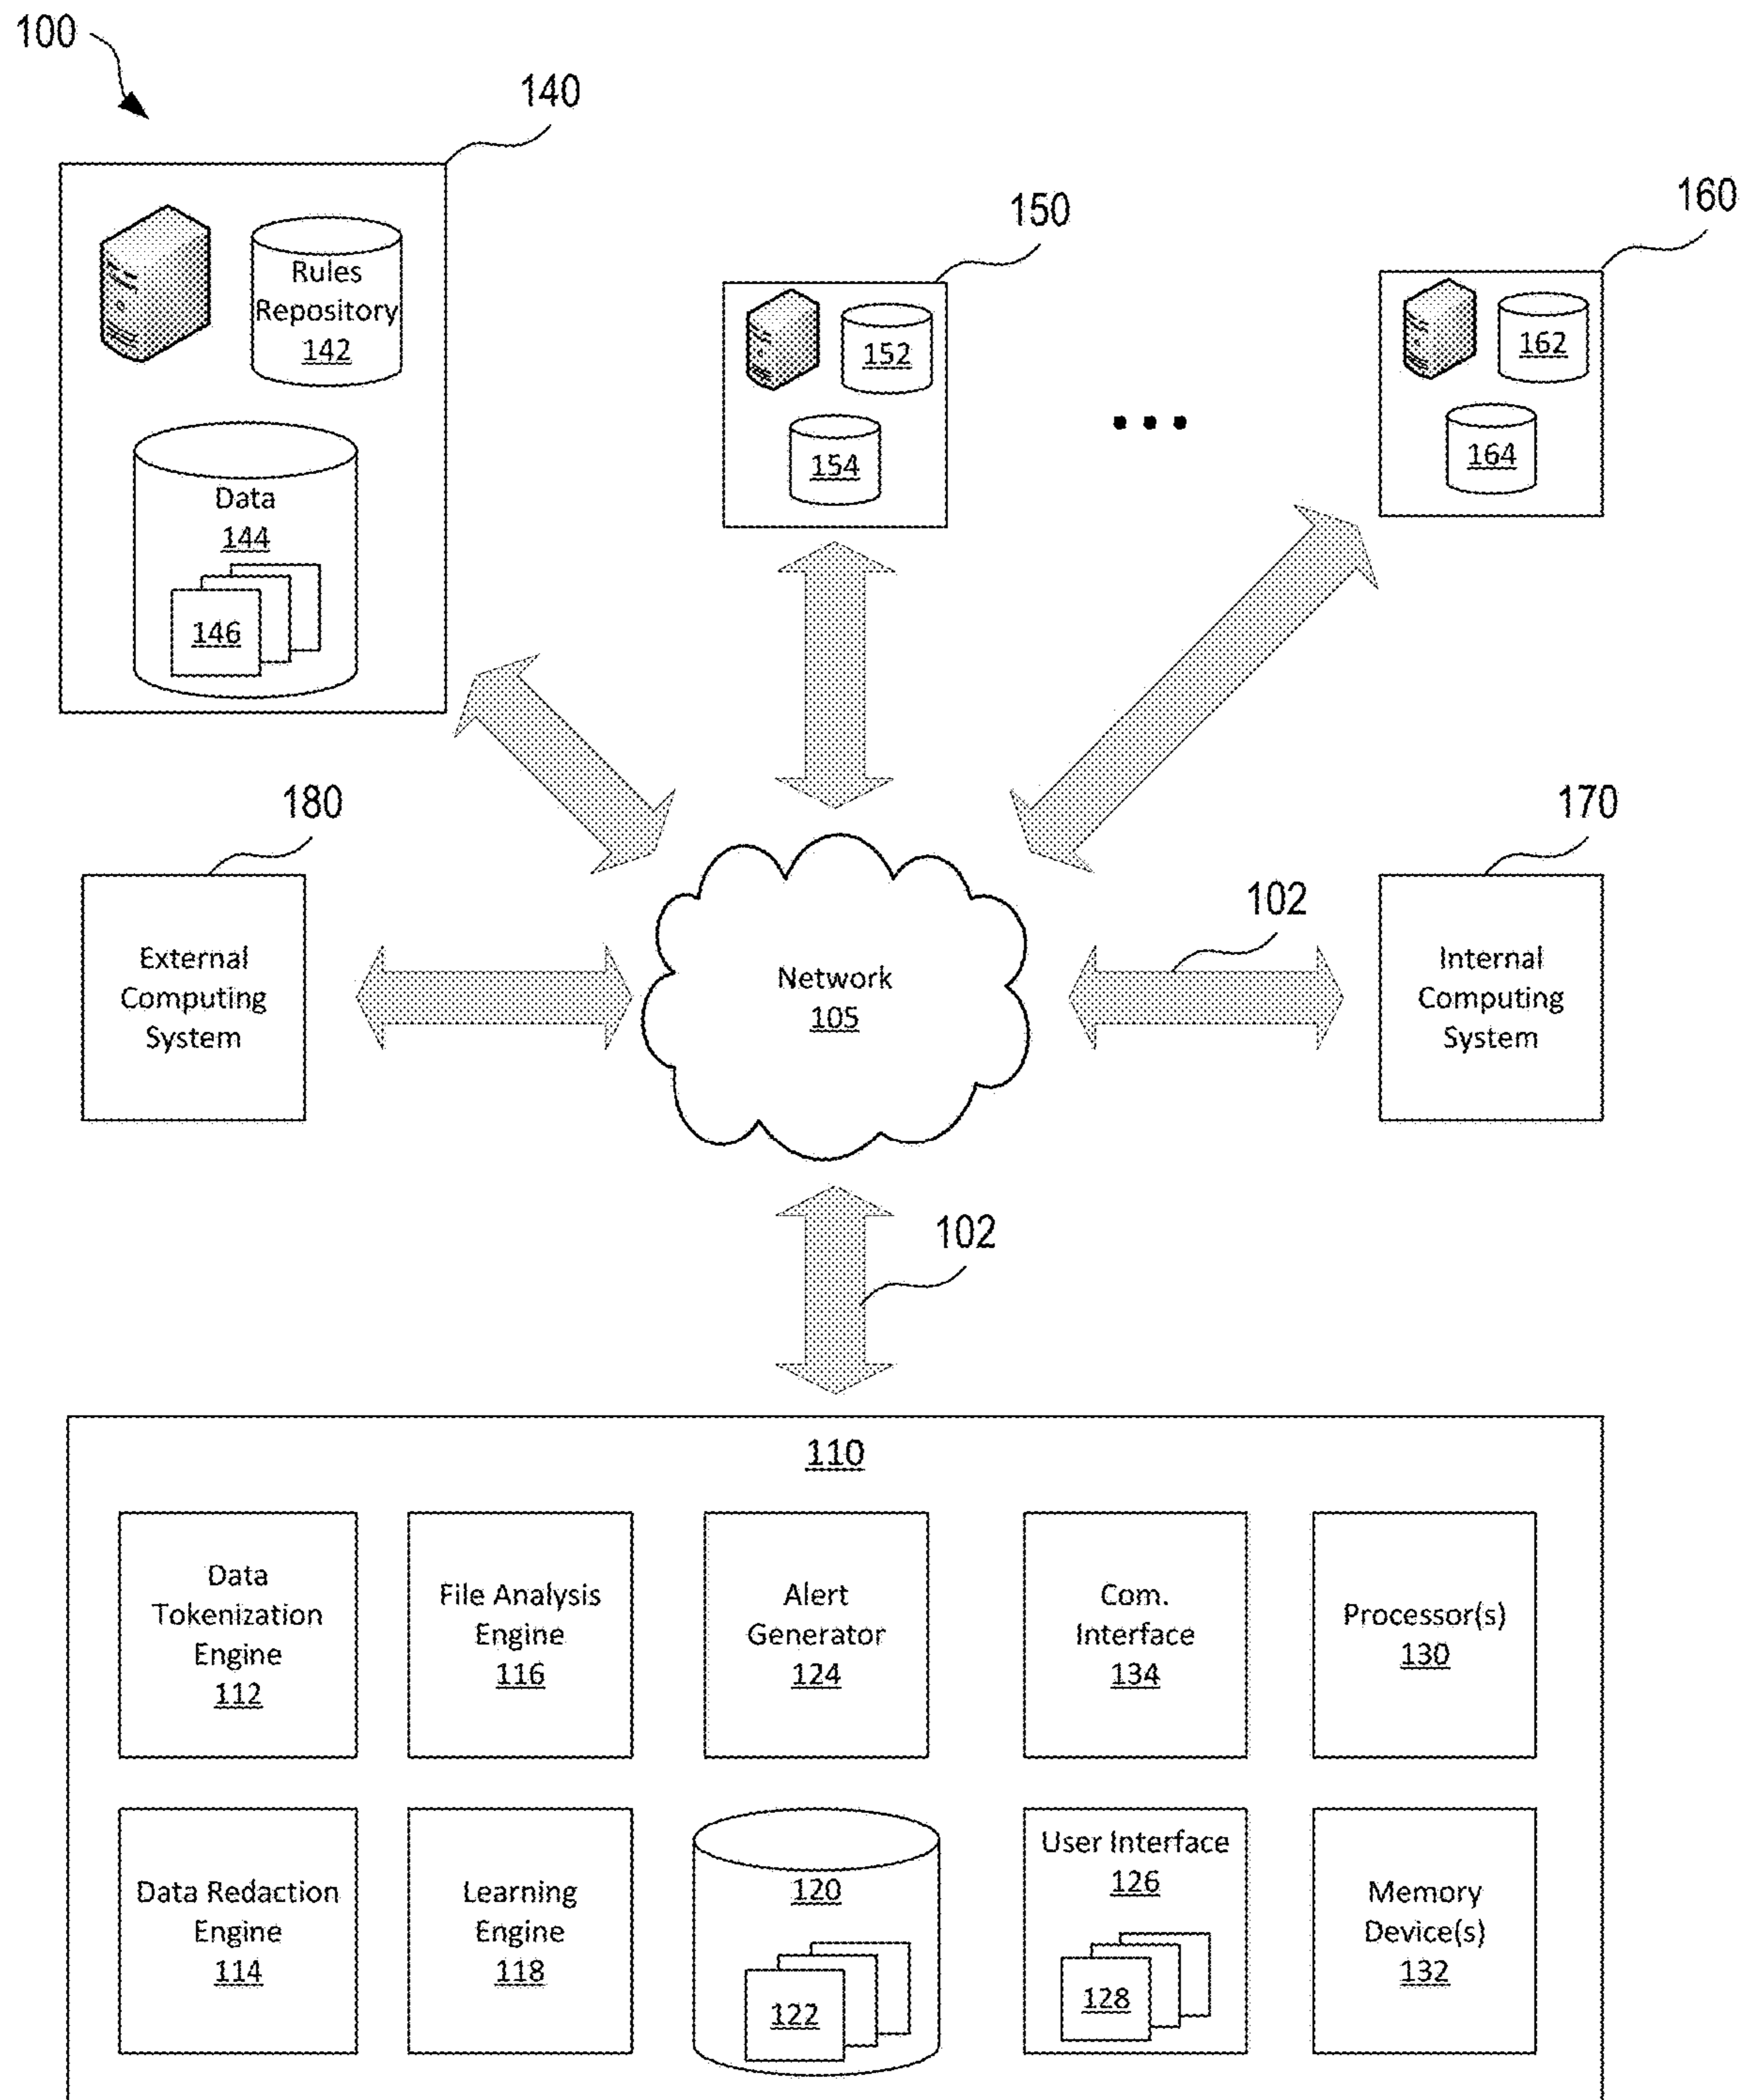 100
140
150
160
Rules
Repository
142
152
162
154
164
Data
144
146
180
170
102
External
Computing
System
Network
105
Internal
Computing
System
102
110
Data
Tokenization
Engine
112
File Analysis
Engine
116
Alert
Generator
124
Com.
Interface
134
Processor(s)
130
Data Redaction
Engine
114
Learning
Engine
118
120
122
User Interface
126
128
Memory
Device(s)
132